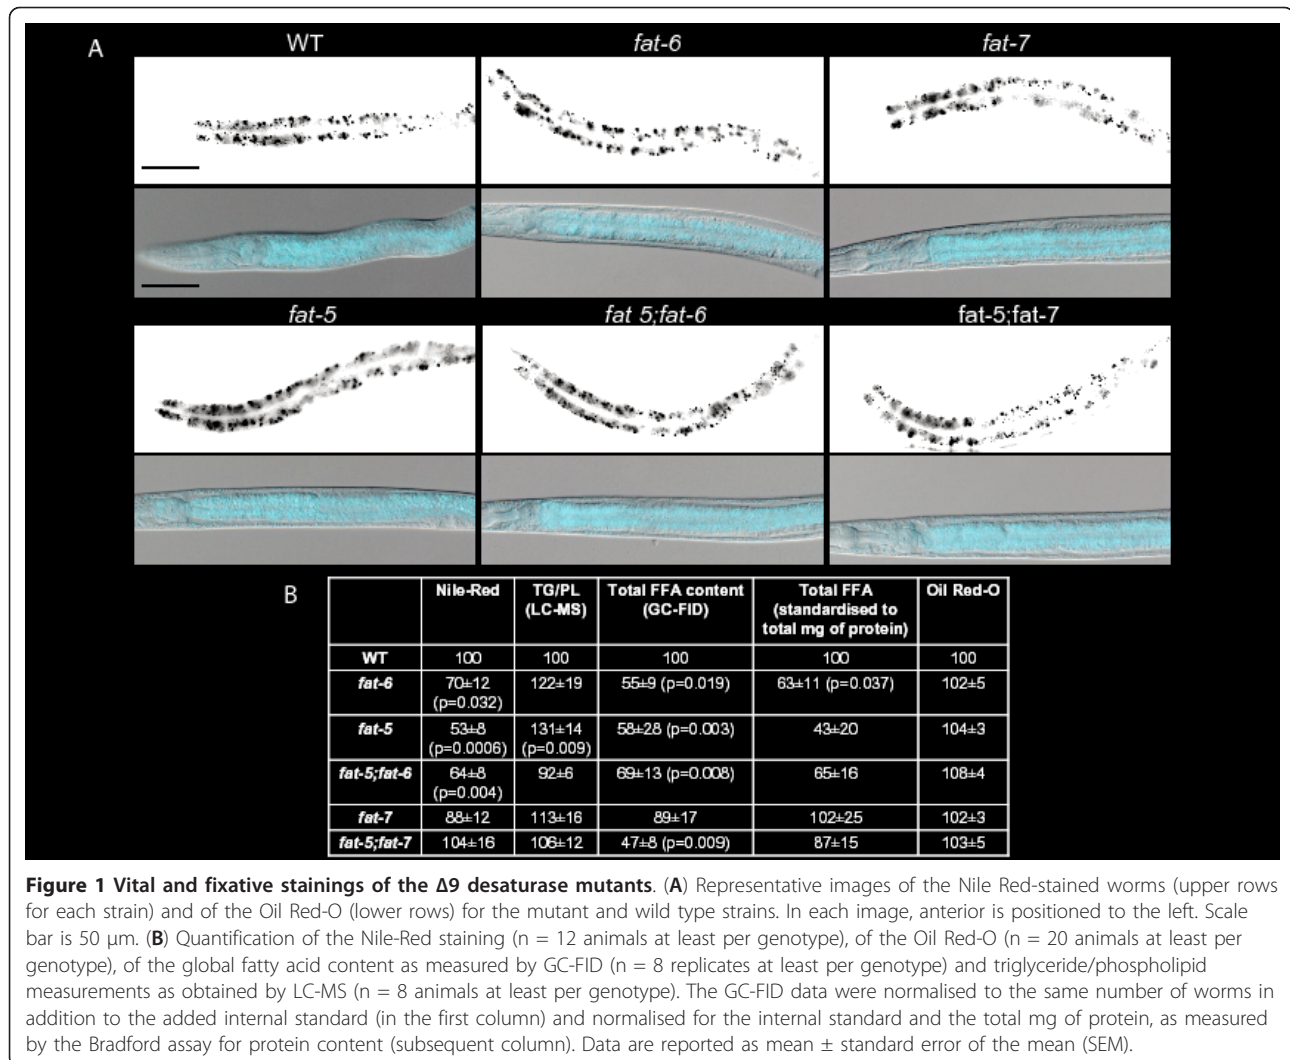 A
WT
fat-6
fat-7
fat-5
fat 5;fat-6
fat-5;fat-7
B
Nile-Red TG/PL Total FFA content Total FFA Oil Red-O
(LC-MS) (GC-FID) (standardised to
total mg of protein)
WT 100 100 100 100 100
fat-6 70±12 122±19 55±9 (p=0.019) 63±11 (p=0.037) 102±5
(p=0.032)
fat-5 53±8 131±14 58±28 (p=0.003) 43±20 104±3
(p=0.0006) (p=0.009)
fat-5;fat-6 64±8 92±6 69±13 (p=0.008) 65±16 108±4
(p=0.004)
fat-7 88±12 113±16 89±17 102±25 102±3
fat-5;fat-7 104±16 106±12 47±8 (p=0.009) 87±15 103±5
Figure 1 Vital and fixative stainings of the Δ9 desaturase mutants. (A) Representative images of the Nile Red-stained worms (upper rows
for each strain) and of the Oil Red-O (lower rows) for the mutant and wild type strains. In each image, anterior is positioned to the left. Scale
bar is 50 μm. (B) Quantification of the Nile-Red staining (n = 12 animals at least per genotype), of the Oil Red-O (n = 20 animals at least per
genotype), of the global fatty acid content as measured by GC-FID (n = 8 replicates at least per genotype) and triglyceride/phospholipid
measurements as obtained by LC-MS (n = 8 animals at least per genotype). The GC-FID data were normalised to the same number of worms in
addition to the added internal standard (in the first column) and normalised for the internal standard and the total mg of protein, as measured
by the Bradford assay for protein content (subsequent column). Data are reported as mean ± standard error of the mean (SEM).